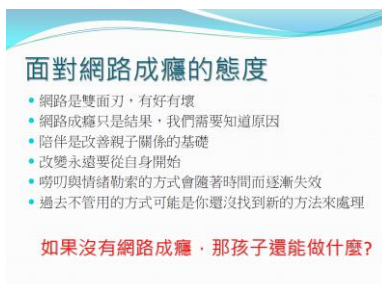 面對網路成癮的態度
網路是雙面刃，有好有壞
網路成癮只是結果，我們需要知道原因
陪伴是改善親子關係的基礎
改變永遠要從自身開始
嘮叨與情緒勒索的方式會隨著時間而逐漸失效
過去不管用的方式可能是你還沒找到新的方法來處理
如果沒有網路成癮，那孩子還能做什麼?